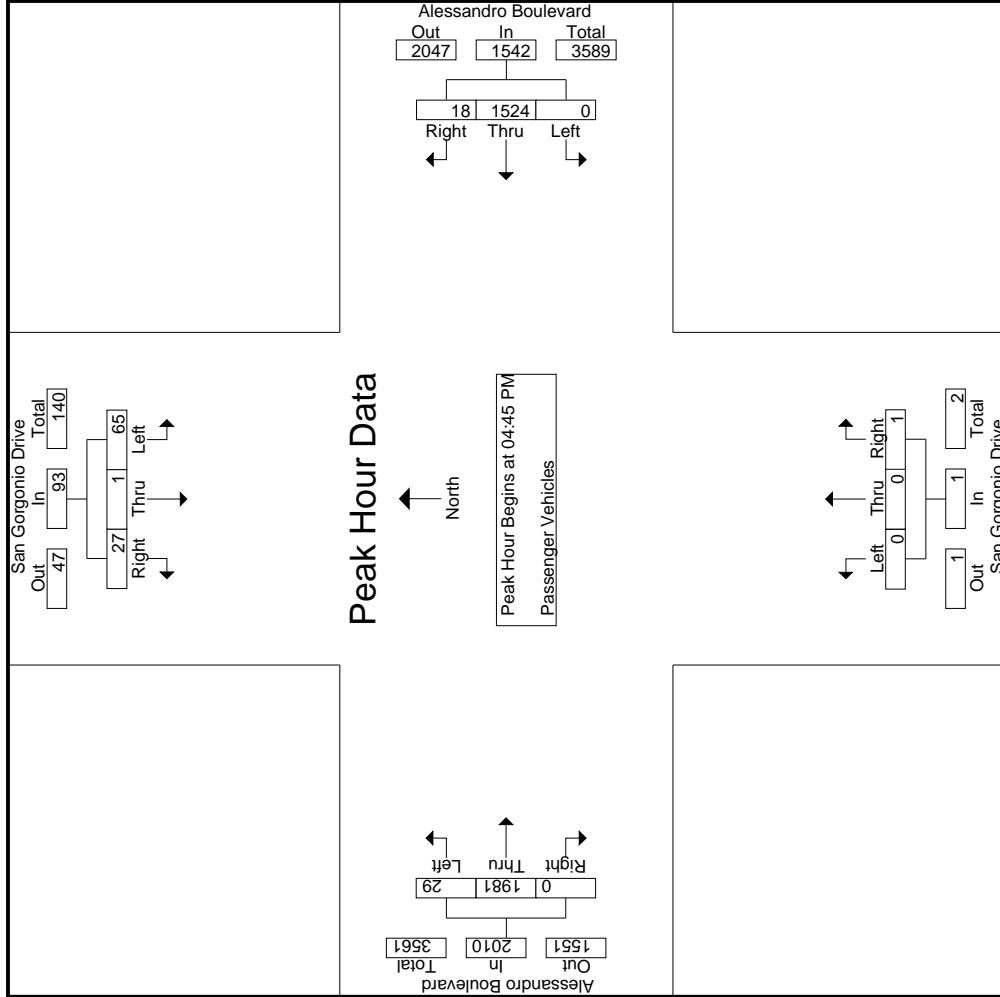 Alessandro Boulevard
Out In Total
2047 1542 3589
18 1524 0
Right Thru Left
San Gorgonio Drive
Out In Total
47 93 140
27 1 65
Right Thru Left
Peak Hour Data
North
Peak Hour Begins at 04:45 PM
Passenger Vehicles
Left Thru Right
0 0 1
1 1 2
Out In Total
San Gorgonio Drive
Left Thru Right
29 1981 0
3561 2010 1551
Total In Out
Alessandro Boulevard